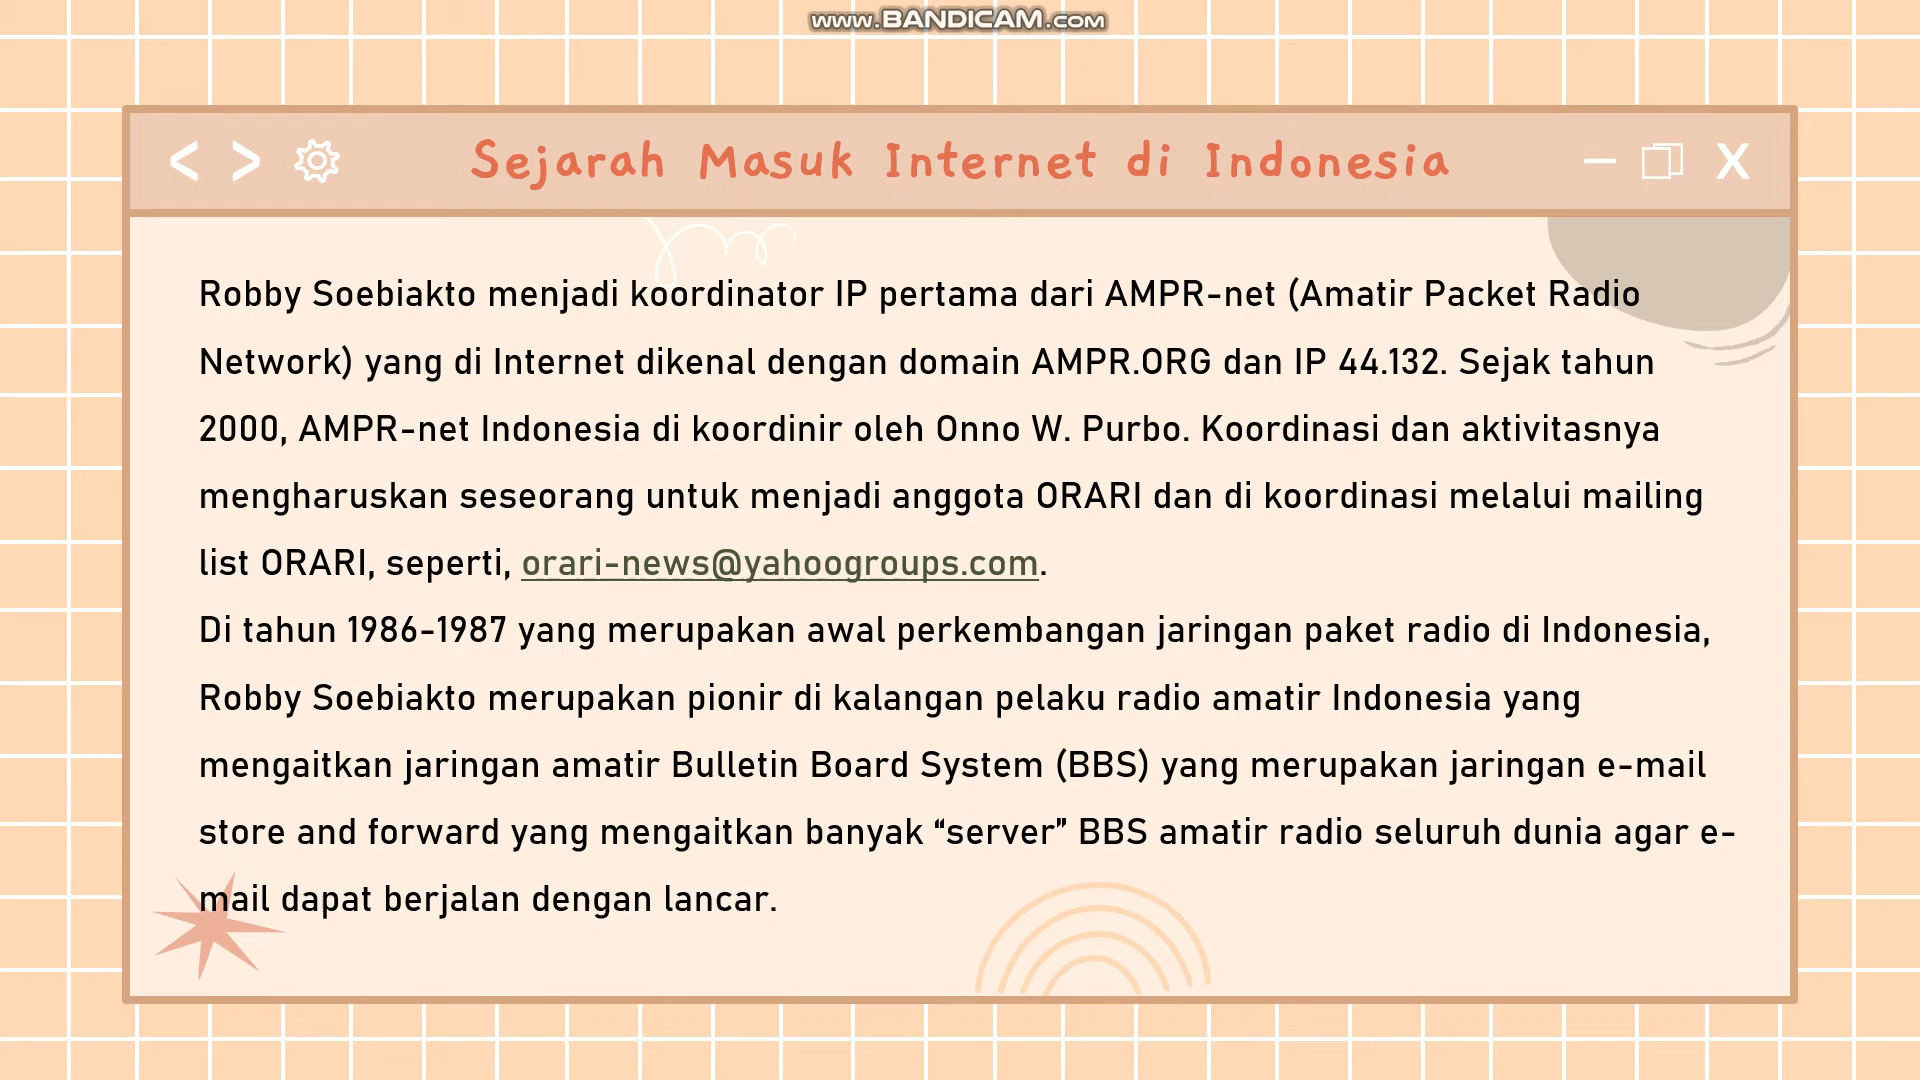 www.BANDICAM.com
Sejarah Masuk Internet di Indonesia
Robby Soebiakto menjadi koordinator IP pertama dari AMPR-net (Amatir Packet Radio
Network) yang di Internet dikenal dengan domain AMPR.ORG dan IP 44.132. Sejak tahun
2000, AMPR-net Indonesia di koordinir oleh Onno W. Purbo. Koordinasi dan aktivitasnya
mengharuskan seseorang untuk menjadi anggota ORARI dan di koordinasi melalui mailing
list ORARI, seperti, orari-news@yahoogroups.com.
Di tahun 1986-1987 yang merupakan awal perkembangan jaringan paket radio di Indonesia,
Robby Soebiakto merupakan pionir di kalangan pelaku radio amatir Indonesia yang
mengaitkan jaringan amatir Bulletin Board System (BBS) yang merupakan jaringan e-mail
store and forward yang mengaitkan banyak “server” BBS amatir radio seluruh dunia agar e-
mail dapat berjalan dengan lancar.